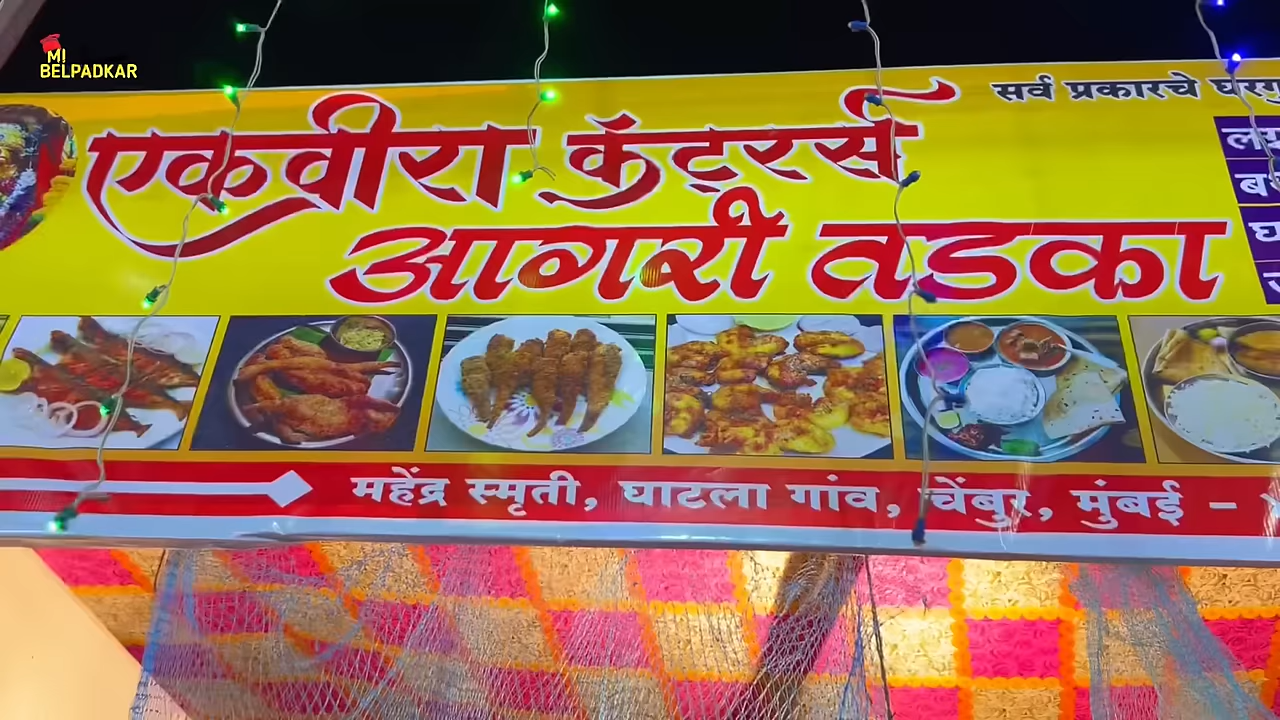 MI
BELPADKAR
सर्व प्रकारचे
एकवीरा कॅटरर्स
आगरी तडका
महेंद्र स्मृती, घाटला गांव, चेंबुर, मुंबई -